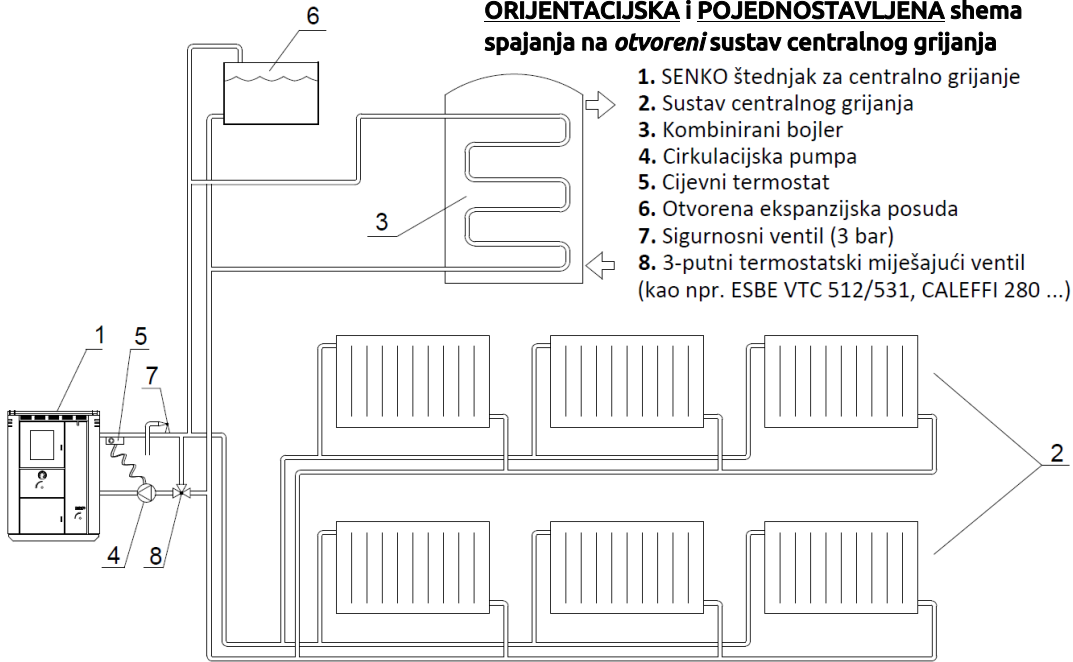 ORIJENTACIJSKA i POJEDNOSTAVLJENA shema
spajanja na otvoreni sustav centralnog grijanja
1. SENKO štednjak za centralno grijanje
2. Sustav centralnog grijanja
3. Kombinirani bojler
4. Cirkulacijska pumpa
5. Cijevni termostat
6. Otvorena ekspanzijska posuda
7. Sigurnosni ventil (3 bar)
8. 3-putni termostatski miješajući ventil
(kao npr. ESBE VTC 512/531, CALEFFI 280 ...)
6
3
1
5
7
2
4
8